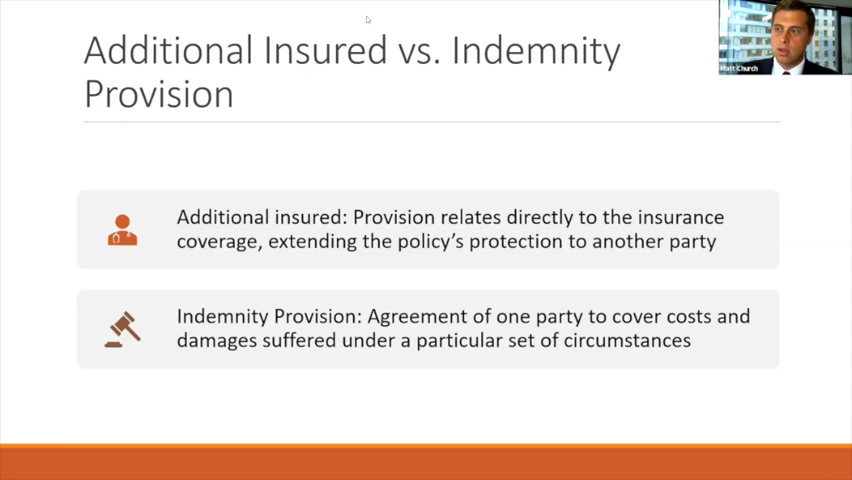 Additional Insured vs. Indemnity
Provision
Matt Church
Additional insured: Provision relates directly to the insurance
coverage, extending the policy's protection to another party
Indemnity Provision: Agreement of one party to cover costs and
damages suffered under a particular set of circumstances